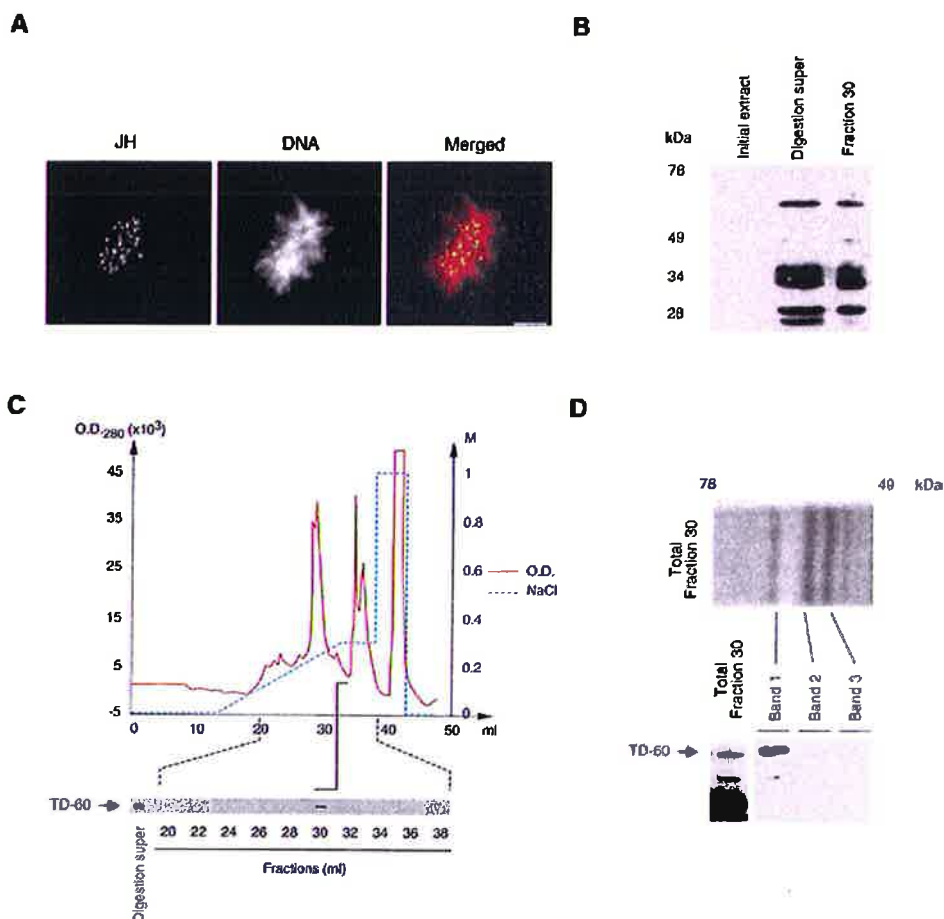 A
JH
DNA
Merged
B
Initial extract
Digestion super
Fraction 30
kDa
78
49
34
28
C
O.D.280 (x10³)
M
45
35
25
15
5
-5
1
0.8
0.6
0.4
0.2
0
O.D.
NaCl
0
10
20
30
40
50
ml
TD-60
Digestion super
20 22 24 26 28 30 32 34 36 38
Fractions (ml)
D
78
49 kDa
Total
Fraction 30
Total
Fraction 30
Band 1
Band 2
Band 3
TD-60